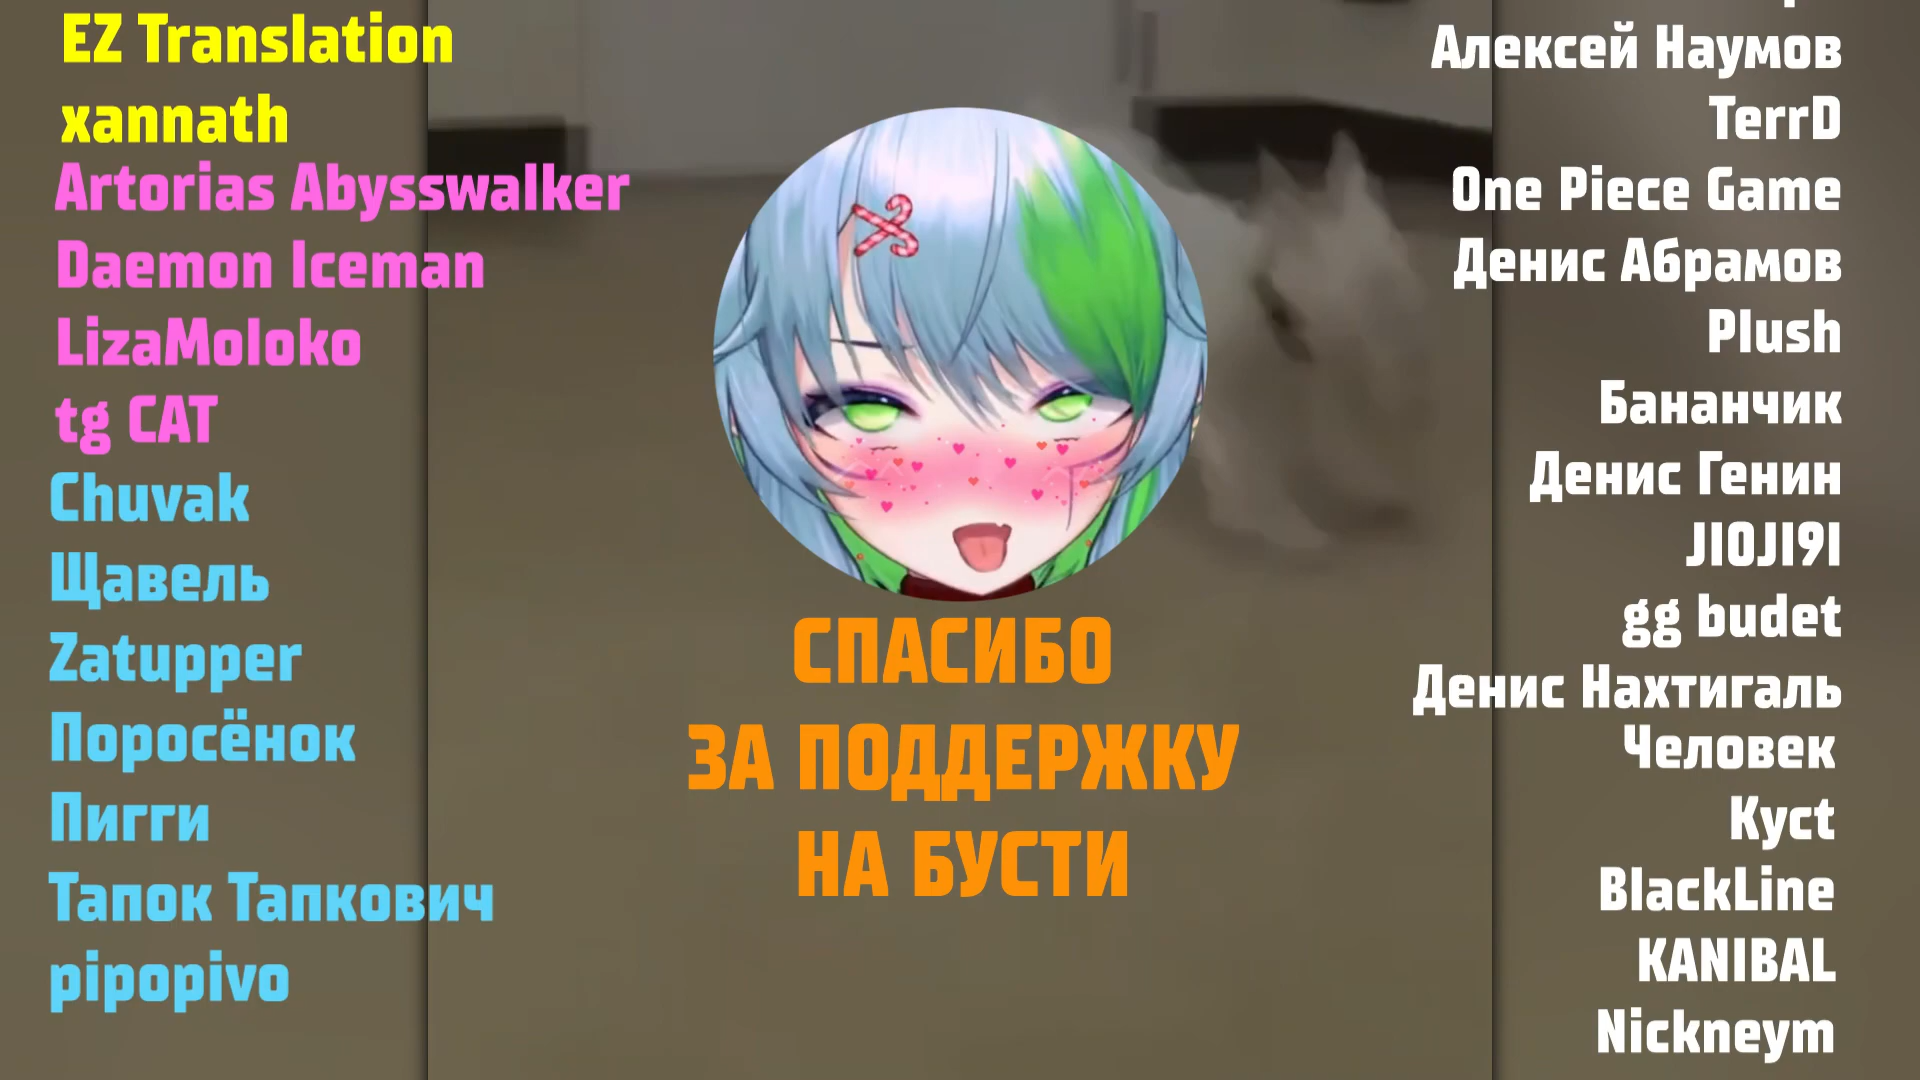 EZ Translation
xannath
Artorias Abysswalker
Daemon Iceman
LizaMoloko
tg CAT
Chuvak
Щавель
Zatupper
Поросёнок
Пигги
Тапок Тапкович
pipopivo
СПАСИБО
ЗА ПОДДЕРЖКУ
НА БУСТИ
Алексей Наумов
TerrD
One Piece Game
Денис Абрамов
Plush
Бананчик
Денис Генин
JIOJI9I
gg budet
Денис Нахтигаль
Человек
Kyct
BlackLine
KANIBAL
Nickneym